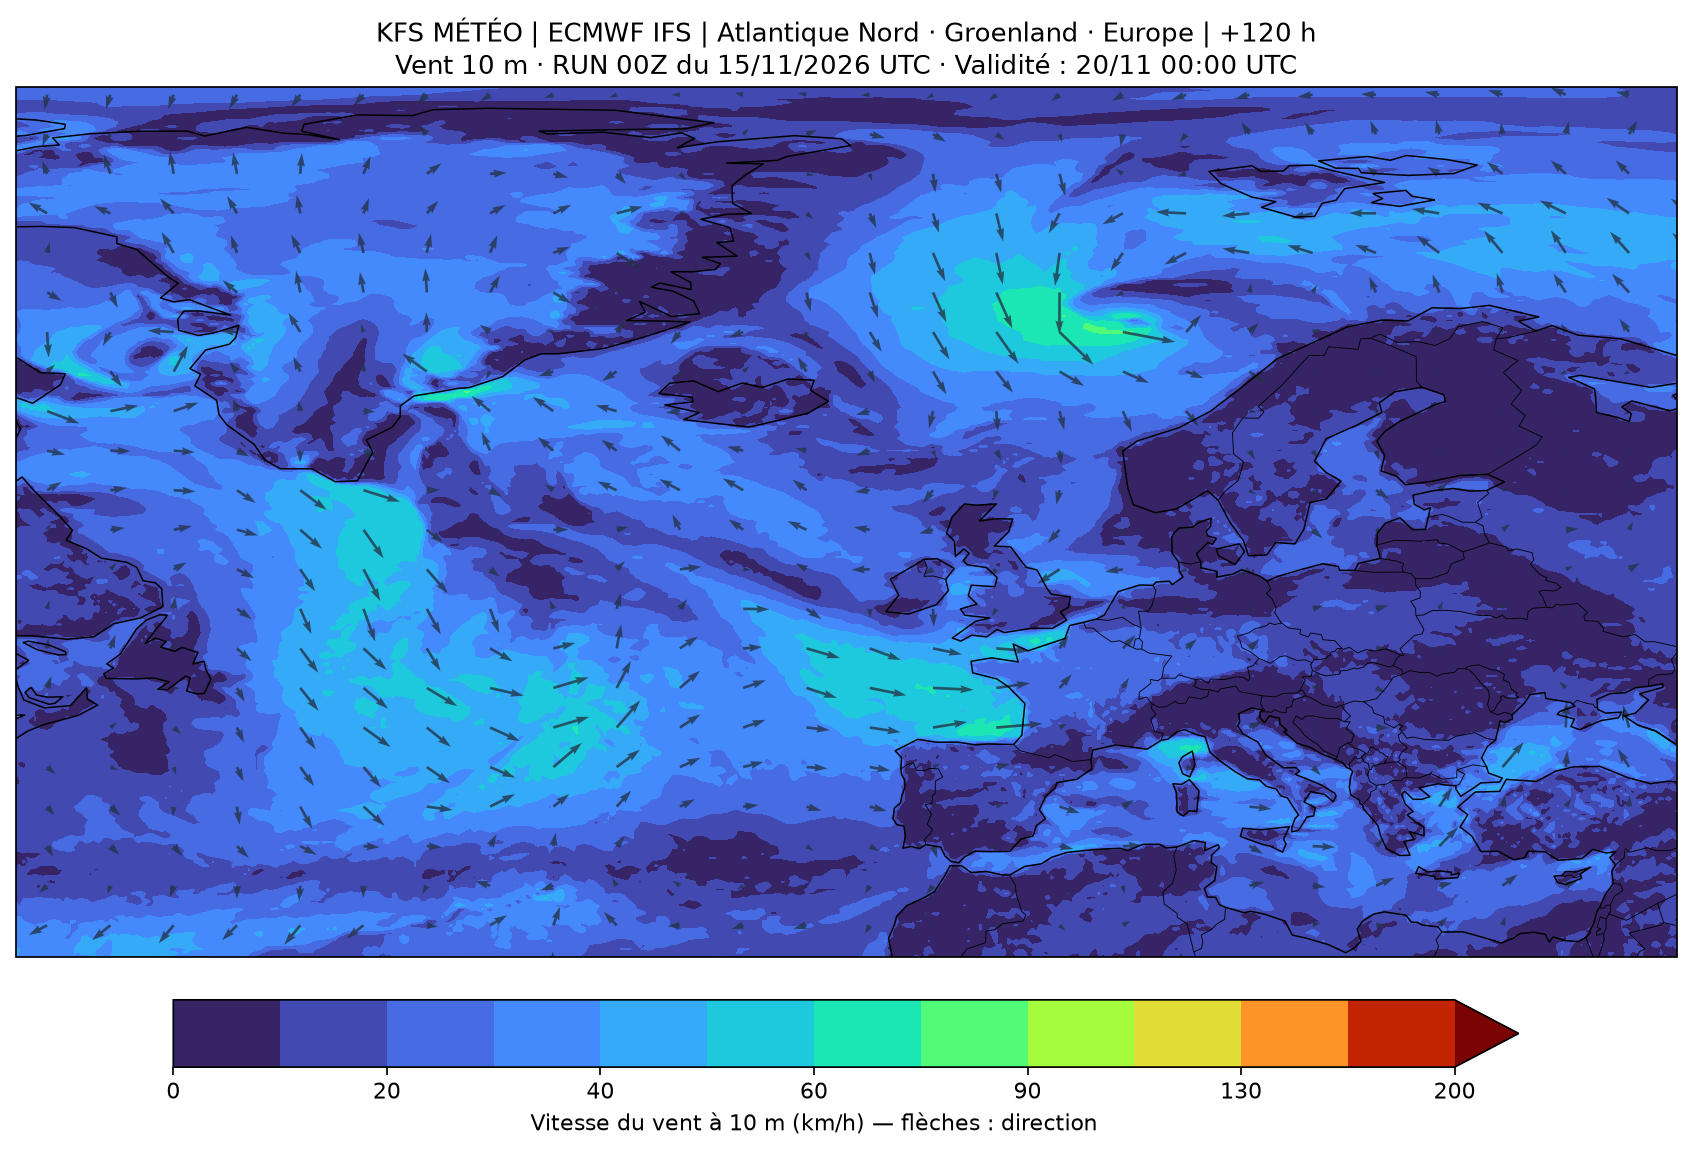 KFS MÉTÉO | ECMWF IFS | Atlantique Nord · Groenland · Europe | +120 h
Vent 10 m · RUN 00Z du 15/11/2026 UTC · Validité : 20/11 00:00 UTC
0 20 40 60 90 130 200
Vitesse du vent à 10 m (km/h) — flèches : direction